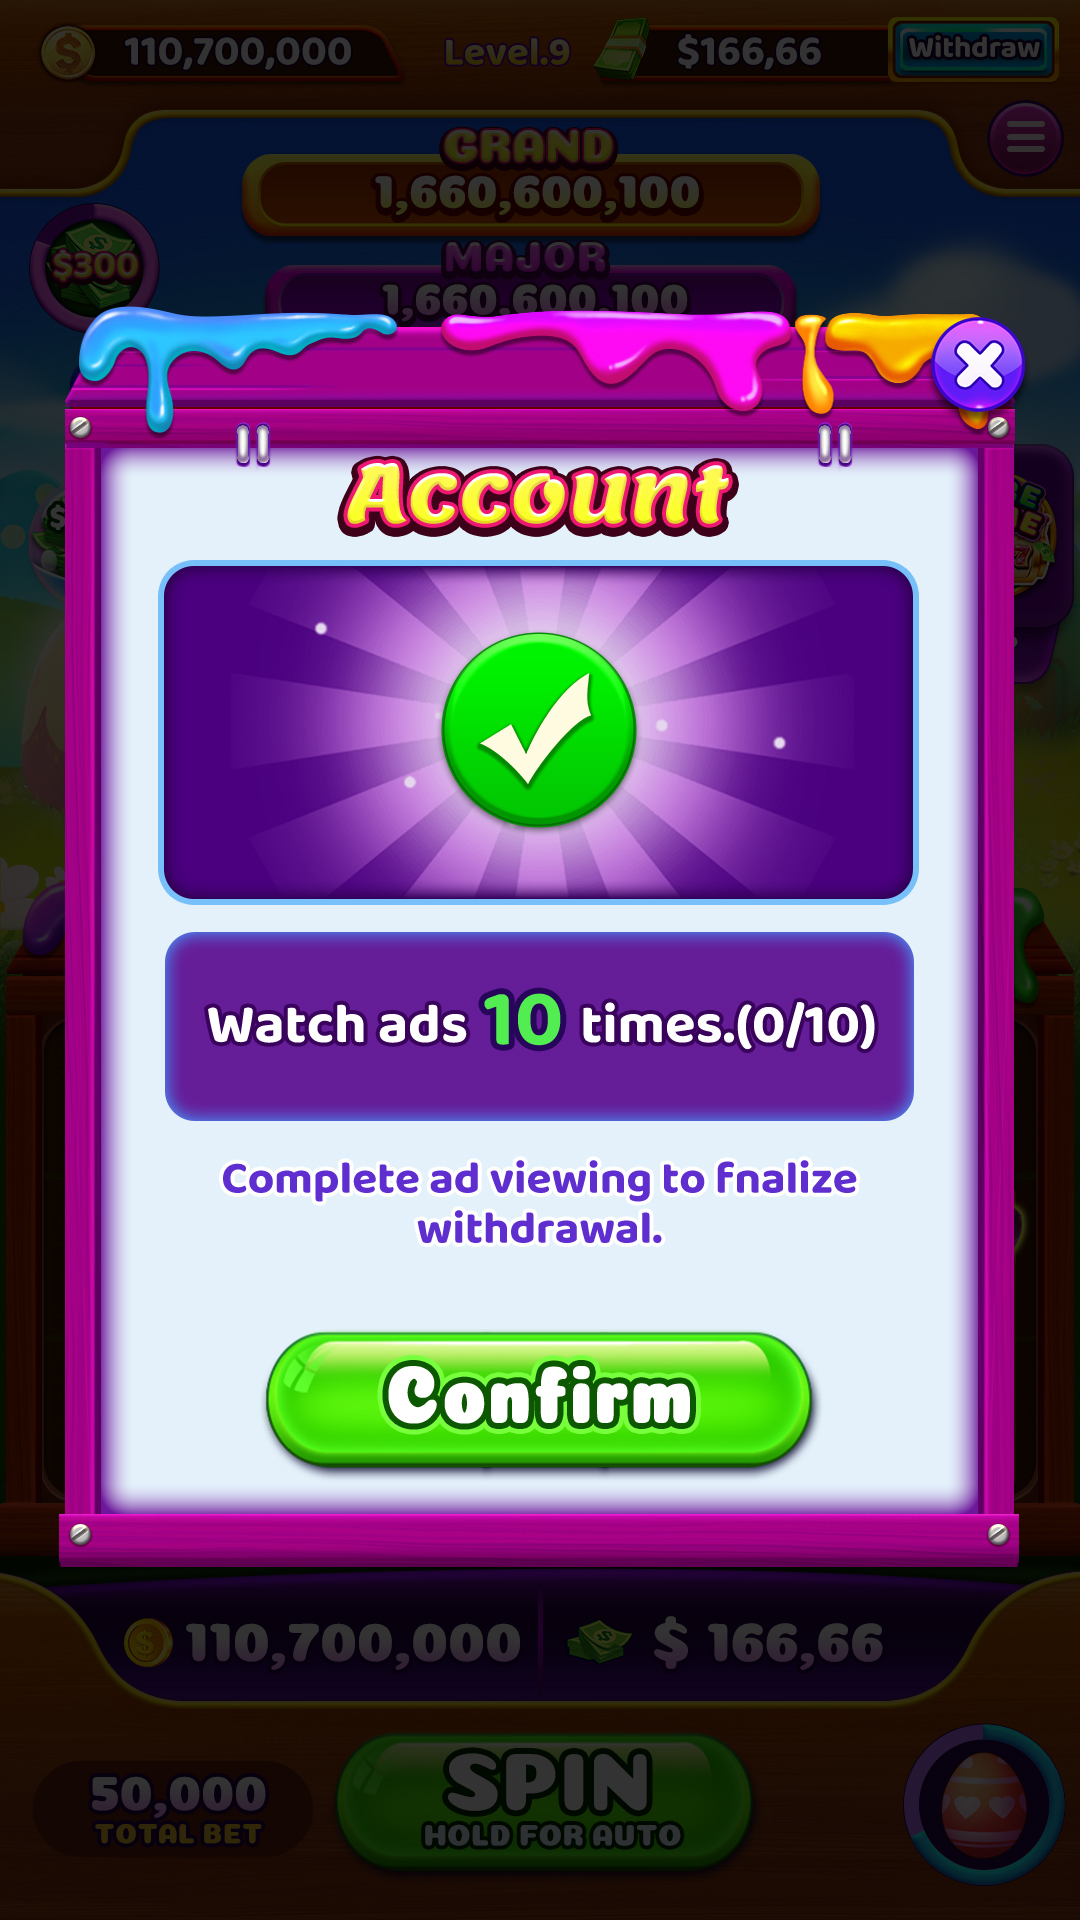 110,700,000
Level.9
$166,66
Withdraw
GRAND
1,660,600,100
MAJOR
1,660,600,100
$300
Account
Watch ads 10 times.(0/10)
Complete ad viewing to fnalize
withdrawal.
Confirm
110,700,000
$ 166,66
50,000
TOTAL BET
SPIN
HOLD FOR AUTO